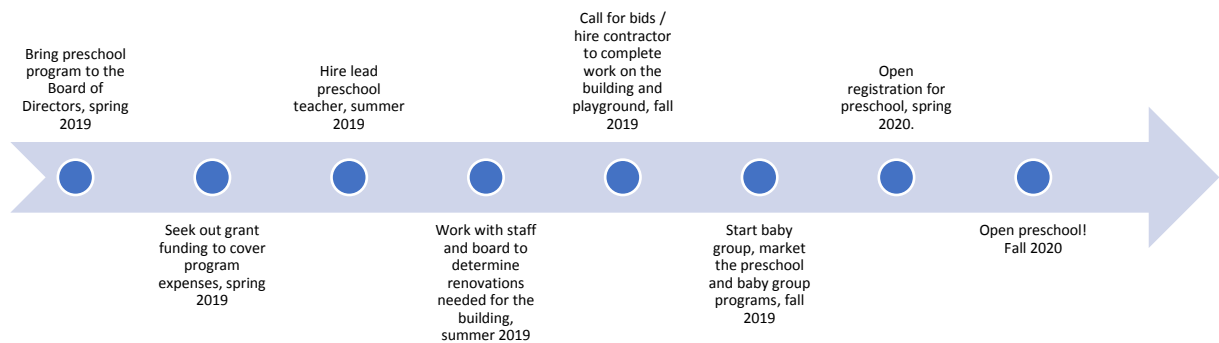 Bring preschool
program to the
Board of
Directors, spring
2019
Seek out grant
funding to cover
program
expenses, spring
2019
Hire lead
preschool
teacher, summer
2019
Work with staff
and board to
determine
renovations
needed for the
building,
summer 2019
Call for bids /
hire contractor
to complete
work on the
building and
playground, fall
2019
Start baby
group, market
the preschool
and baby group
programs, fall
2019
Open
registration for
preschool, spring
2020.
Open preschool!
Fall 2020